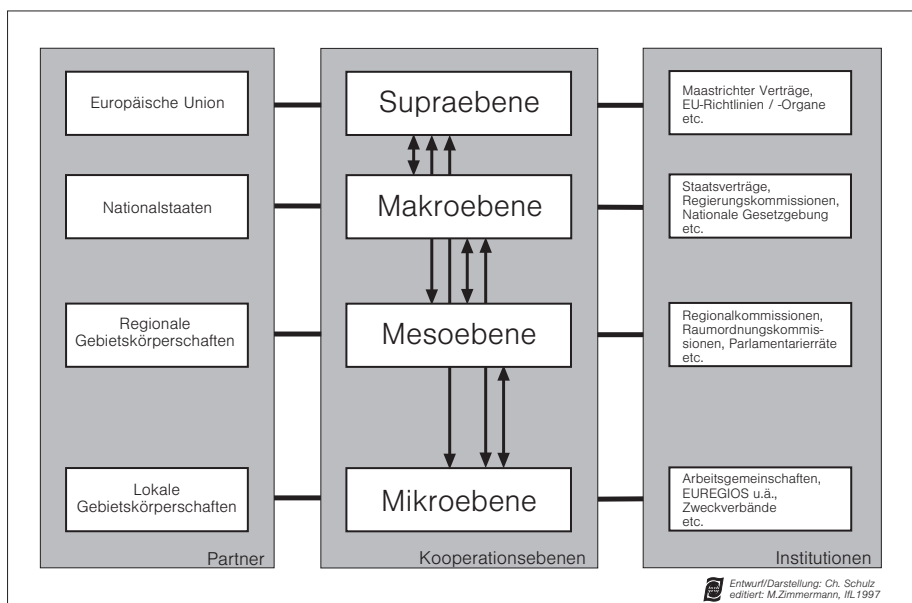 Europäische Union
Supraebene
Maastrichter Verträge,
EU-Richtlinien / -Organe
etc.
Nationalstaaten
Makroebene
Staatsverträge,
Regierungskommissionen,
Nationale Gesetzgebung
etc.
Regionale
Gebietskörperschaften
Mesoebene
Regionalkommissionen,
Raumordnungskommis-
sionen, Parlamentarierräte
etc.
Lokale
Gebietskörperschaften
Mikroebene
Arbeitsgemeinschaften,
EUREGIOS u.ä.,
Zweckverbände
etc.
Partner
Kooperationsebenen
Institutionen
Entwurf/Darstellung: Ch. Schulz
editiert: M.Zimmermann, IfL1997